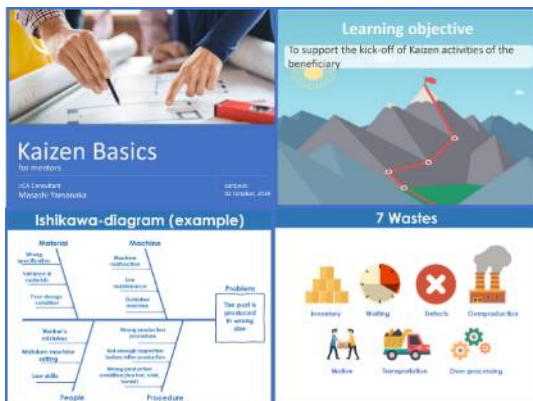 Kaizen Basics
for mentors
JICA Consultant
Masashi Yamanaka
Learning objective
To support the kick-off of Kaizen activities of the
beneficiary
Ishikawa-diagram (example)
Material
Machine
Wrong
specification
Variance in
materials
Poor storage
condition
Machine
malfunction
Low
maintenance
Outdated
machine
Problem
The part is
produced
in wrong
size
Worker's
mistakes
Mistaken machine
setting
Low skills
Wrong production
procedure
Not enough inspection
before after production
Wrong production
People
Procedure
7 Wastes
Inventory
Waiting
Defects
Overproduction
Motion
Transportation
Over-processing